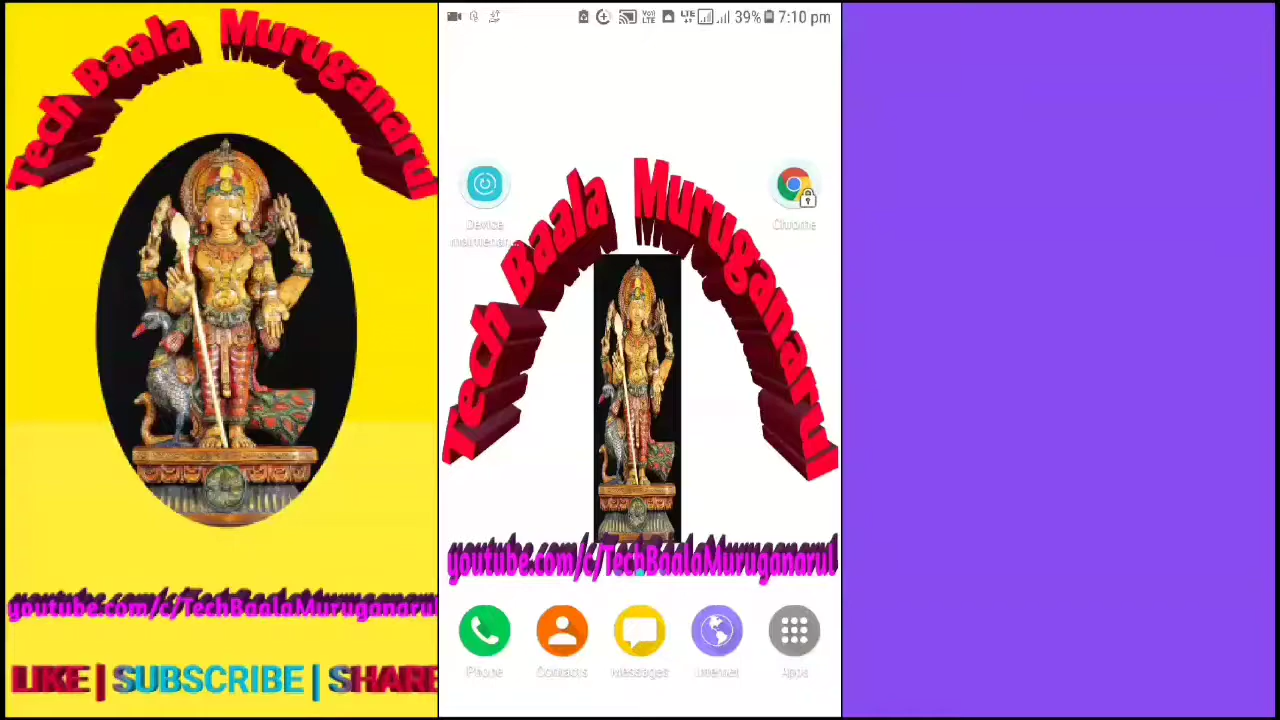 Tech Baala Muruganarul
youtube.com/c/TechBaalaMuruganarul
LIKE | SUBSCRIBE | SHARE
39% 7:10 pm
Device
Chrome
Tech Baala Muruganarul
youtube.com/c/TechBaalaMuruganarul
Phone
Contacts
Messages
Internet
Apps